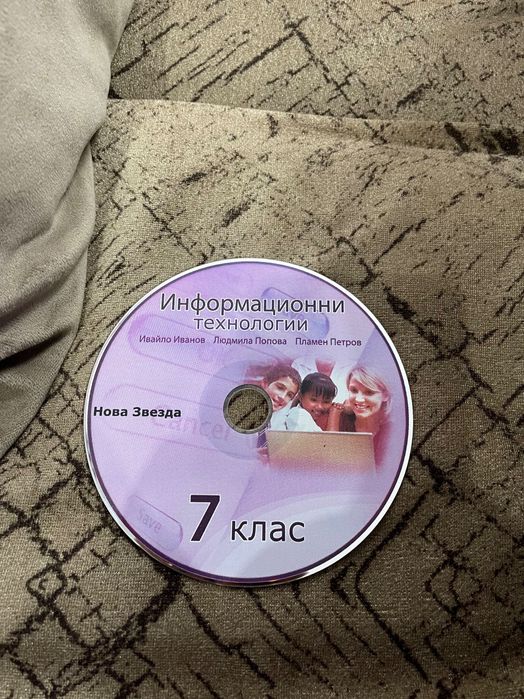 Информационни
технологии
Ивайло Иванов Людмила Попова Пламен Петров
Нова Звезда
Cancel
Save
7 клас